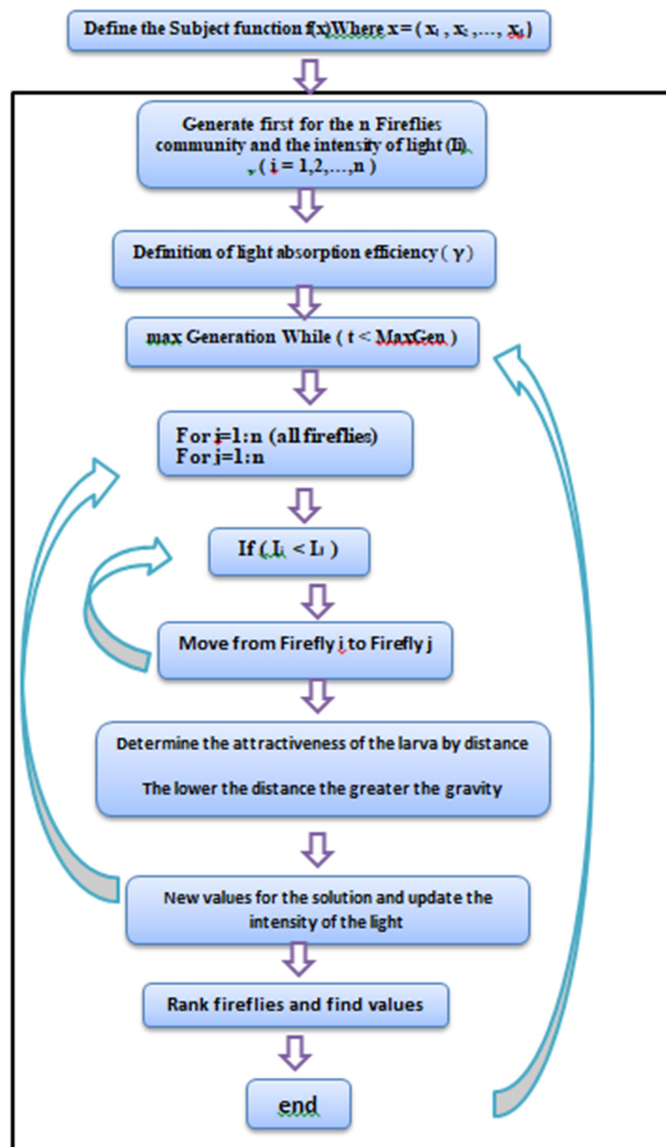 Define the Subject function f(x)Where x = ( x₁ , x₂ ,…, x₄ )
Generate first for the n Fireflies
community and the intensity of light (Ii)
, ( i = 1,2,…,n )
Definition of light absorption efficiency ( γ )
max Generation While ( t < MaxGen )
For j=1:n (all fireflies)
For j=1:n
If ( Iᵢ < Iⱼ )
Move from Firefly i to Firefly j
Determine the attractiveness of the larva by distance
The lower the distance the greater the gravity
New values for the solution and update the
intensity of the light
Rank fireflies and find values
end